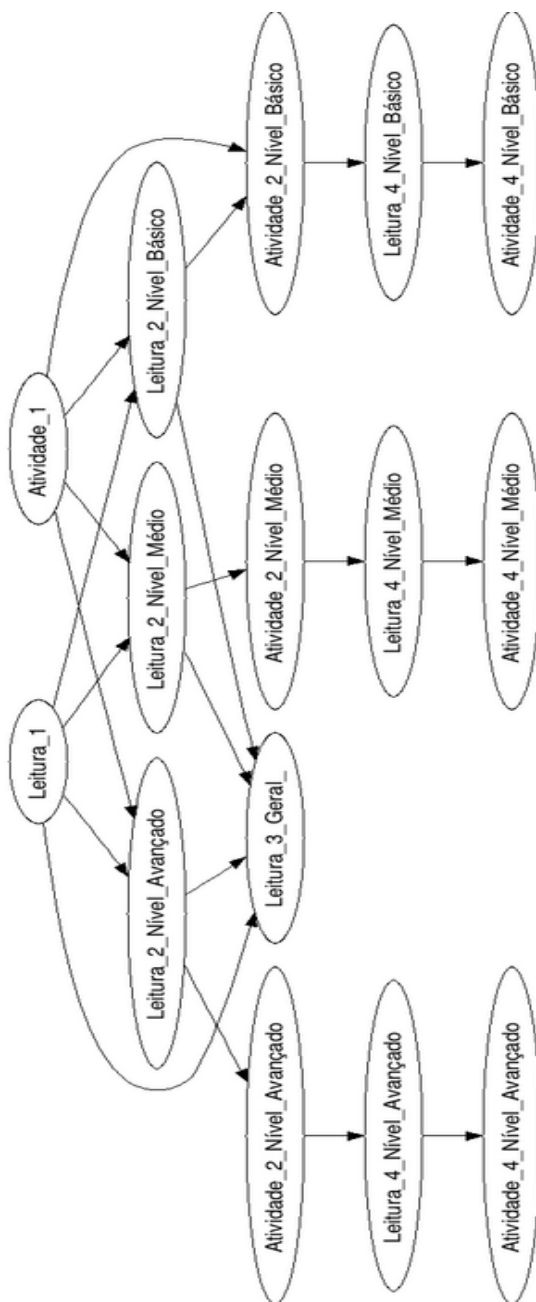 Leitura_1
Atividade_1
Leitura_2_Nível_Avançado
Leitura_2_Nível_Médio
Leitura_2_Nível_Básico
Atividade_2_Nível_Avançado
Leitura_3_Geral_
Atividade_2_Nível_Médio
Atividade_2_Nível_Básico
Leitura_4_Nível_Avançado
Leitura_4_Nível_Médio
Leitura_4_Nível_Básico
Atividade_4_Nível_Avançado
Atividade_4_Nível_Médio
Atividade_4_Nível_Básico